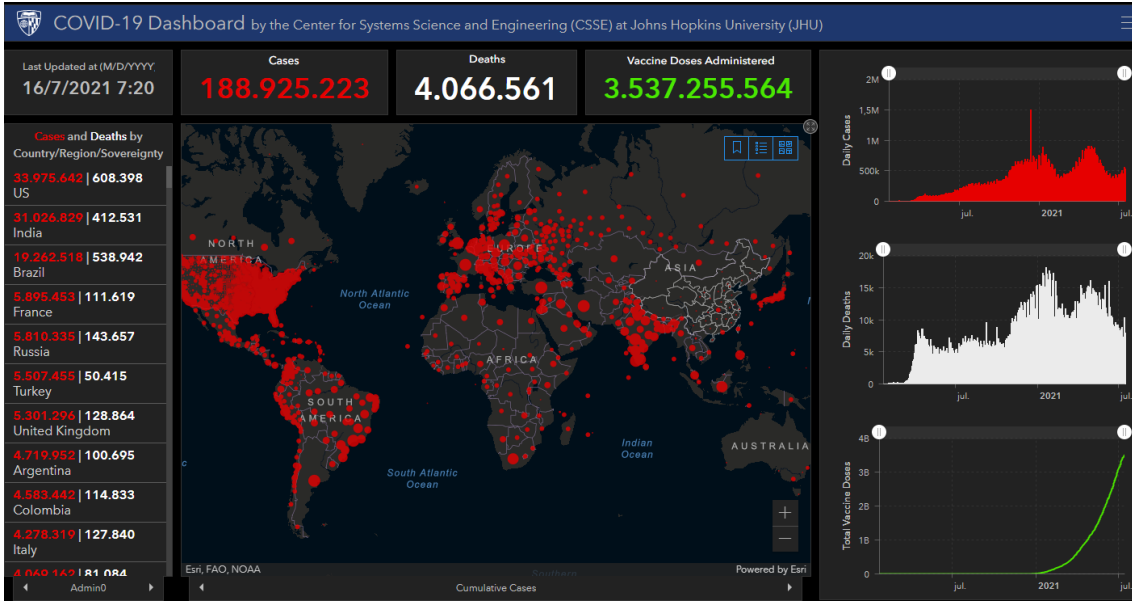 COVID-19 Dashboard by the Center for Systems Science and Engineering (CSSE) at Johns Hopkins University (JHU)
Last Updated at (M/D/YYYY)
16/7/2021 7:20
Cases
188.925.223
Deaths
4.066.561
Vaccine Doses Administered
3.537.255.564
Cases and Deaths by
Country/Region/Sovereignty
33.975.642 | 608.398
US
31.026.829 | 412.531
India
19.262.518 | 538.942
Brazil
5.895.453 | 111.619
France
5.810.335 | 143.657
Russia
5.507.455 | 50.415
Turkey
5.301.296 | 128.864
United Kingdom
4.719.952 | 100.695
Argentina
4.583.442 | 114.833
Colombia
4.278.319 | 127.840
Italy
4.069.162 | 81.084
Admin0
NORTH
AMERICA
EUROPE
ASIA
North Atlantic
Ocean
AFRICA
SOUTH
AMERICA
Indian
Ocean
AUSTRALIA
South Atlantic
Ocean
Southern
Esri, FAO, NOAA
Powered by Esri
Cumulative Cases
Daily Cases
2M
1,5M
1M
500k
0
jul.
2021
jul.
Daily Deaths
20k
15k
10k
5k
0
jul.
2021
jul.
Total Vaccine Doses
4B
3B
2B
1B
0
jul.
2021
jul.